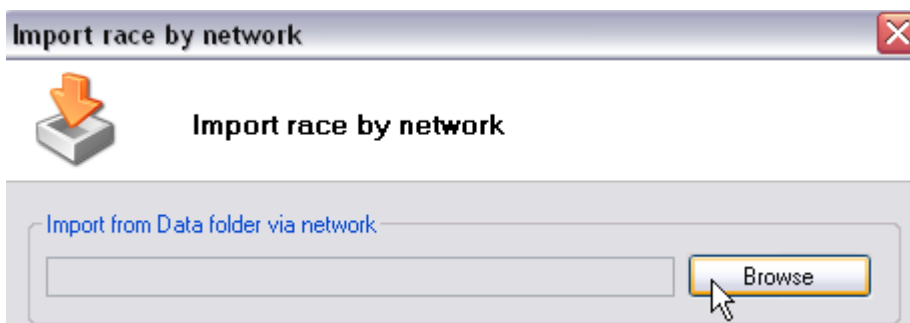 Import race by network
Import race by network
Import from Data folder via network
Browse